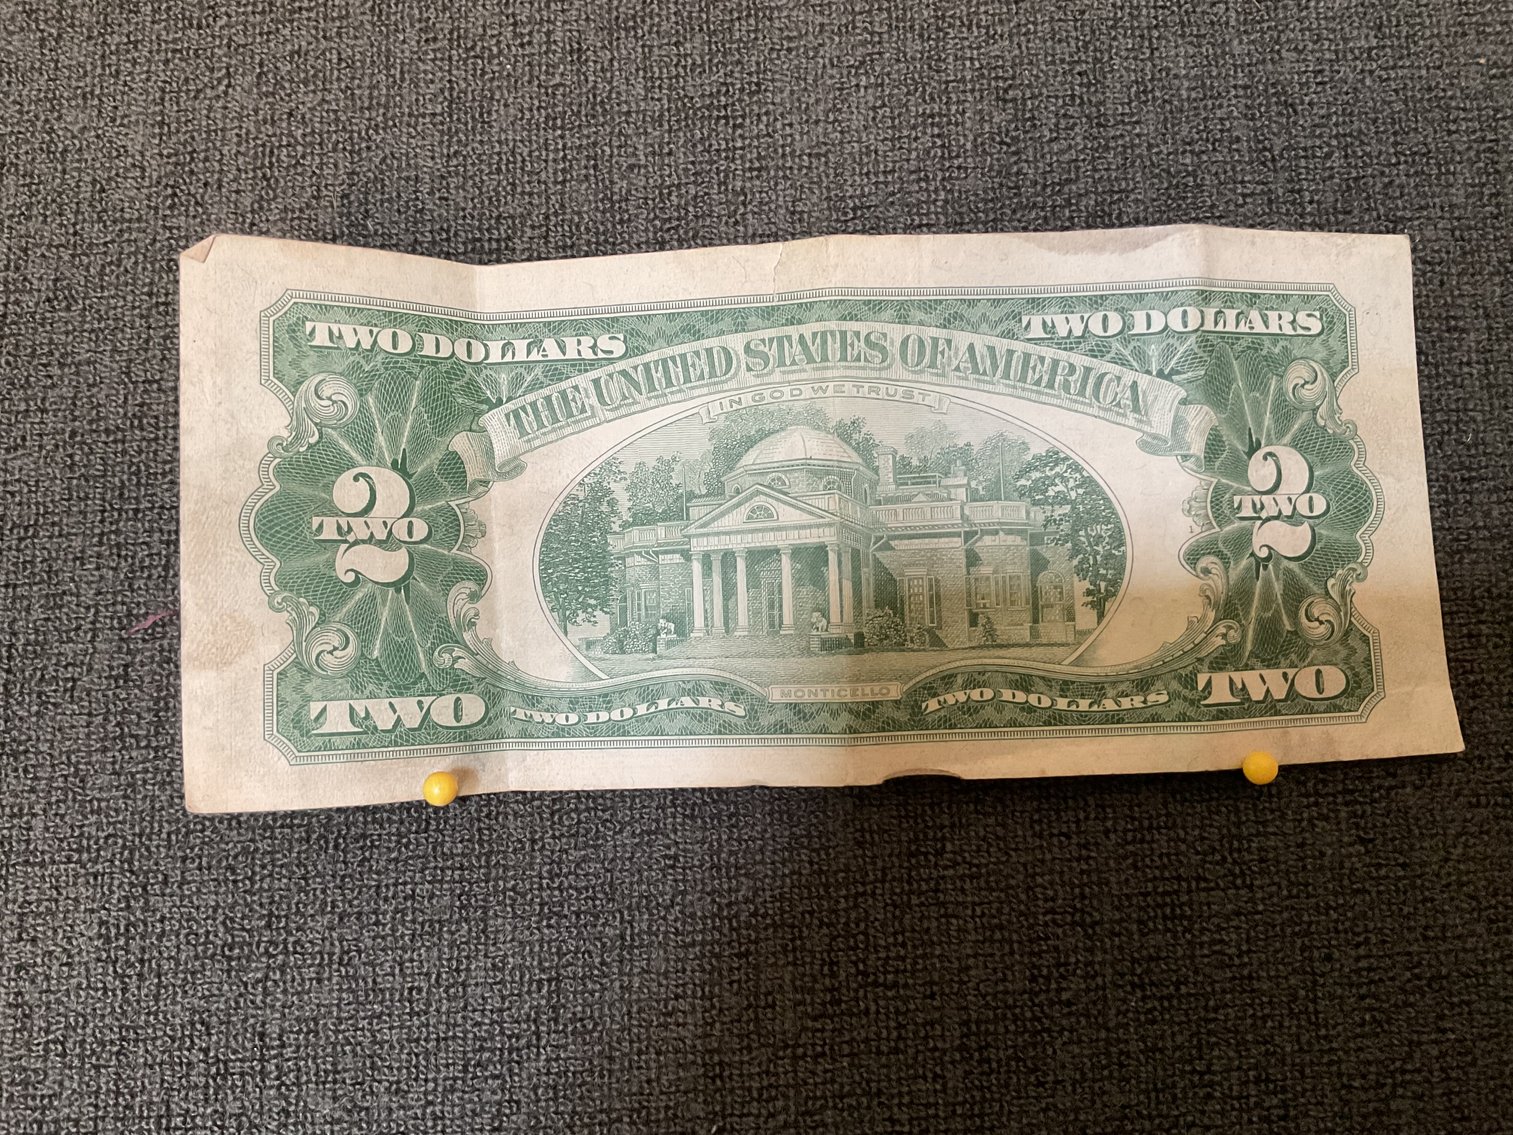 TWO DOLLARS TWO DOLLARS
THE UNITED STATES OF AMERICA
IN GOD WE TRUST
2 2
TWO TWO
MONTICELLO
TWO TWO DOLLARS TWO DOLLARS TWO